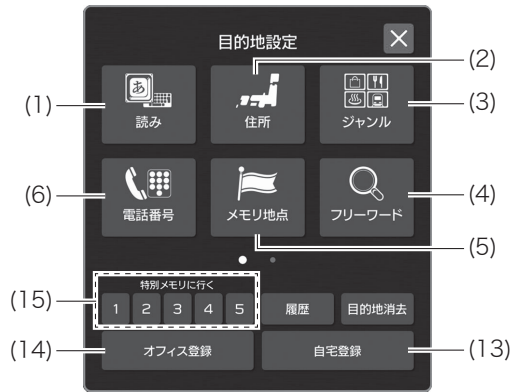 目的地設定
(2)
(1)
あ
読み
住所
ジャンル
(3)
(6)
電話番号
メモリ地点
フリーワード
(4)
(5)
(15)
特別メモリに行く
1 2 3 4 5
履歴
目的地消去
(14)
オフィス登録
自宅登録
(13)